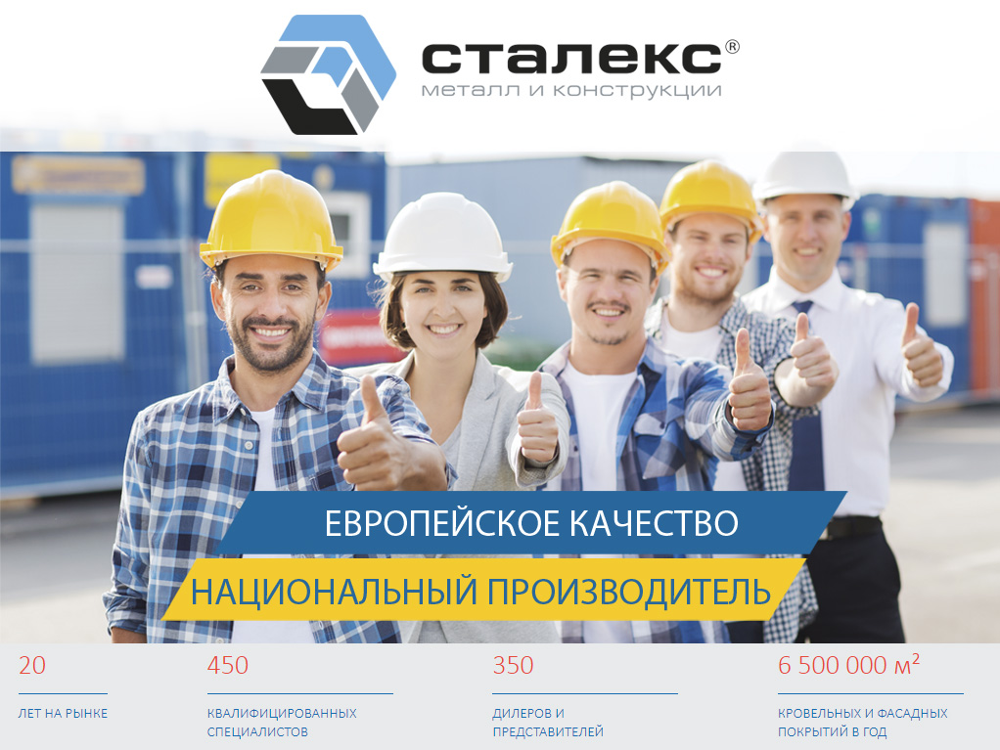 сталекс®
металл и конструкции
ЕВРОПЕЙСКОЕ КАЧЕСТВО
НАЦИОНАЛЬНЫЙ ПРОИЗВОДИТЕЛЬ
20
ЛЕТ НА РЫНКЕ
450
КВАЛИФИЦИРОВАННЫХ
СПЕЦИАЛИСТОВ
350
ДИЛЕРОВ И
ПРЕДСТАВИТЕЛЕЙ
6 500 000 м²
КРОВЕЛЬНЫХ И ФАСАДНЫХ
ПОКРЫТИЙ В ГОД